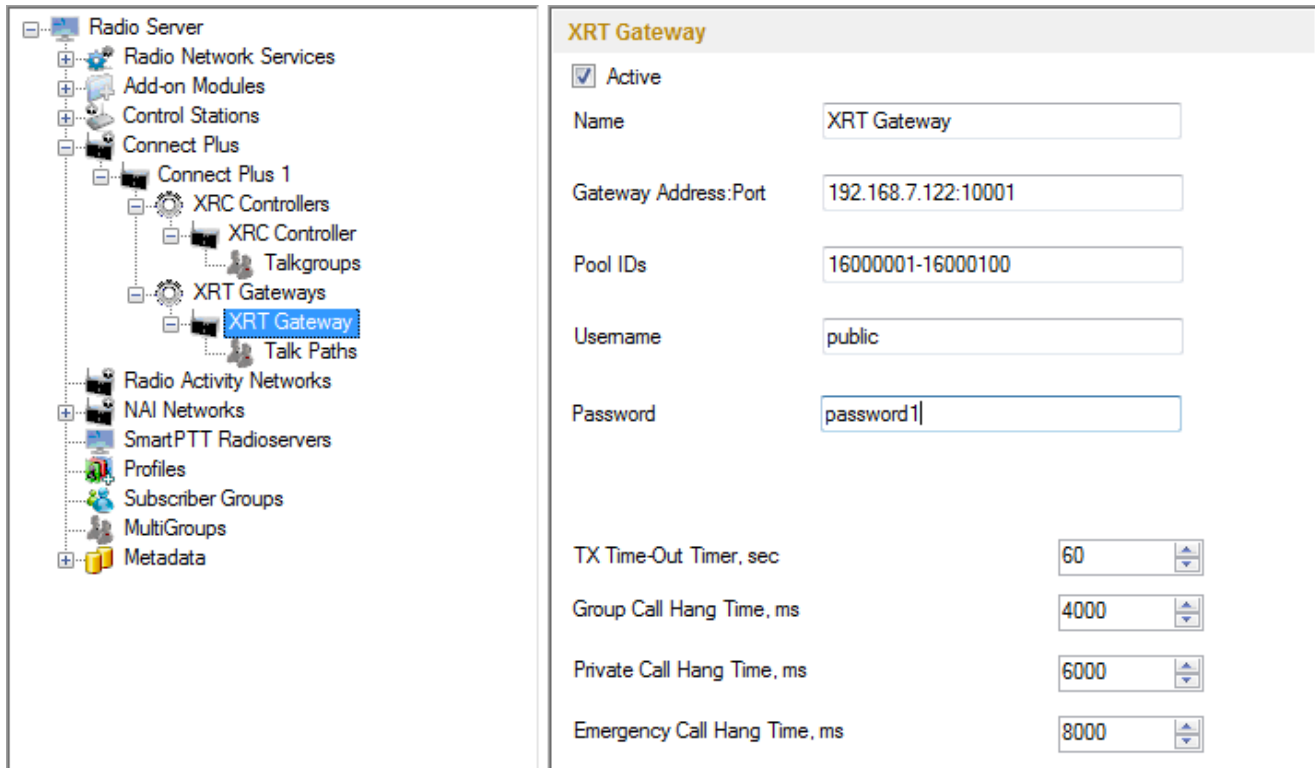 Radio Server
Radio Network Services
Add-on Modules
Control Stations
Connect Plus
Connect Plus 1
XRC Controllers
XRC Controller
Talkgroups
XRT Gateways
XRT Gateway
Talk Paths
Radio Activity Networks
NAI Networks
SmartPTT Radioservers
Profiles
Subscriber Groups
MultiGroups
Metadata
XRT Gateway
Active
Name XRT Gateway
Gateway Address:Port 192.168.7.122:10001
Pool IDs 16000001-16000100
Username public
Password password1
TX Time-Out Timer, sec 60
Group Call Hang Time, ms 4000
Private Call Hang Time, ms 6000
Emergency Call Hang Time, ms 8000